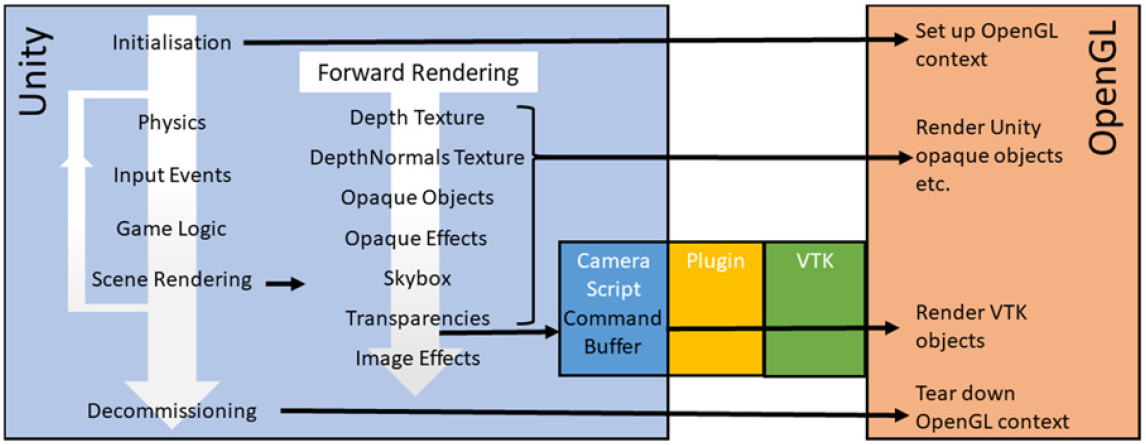 Unity
Initialisation
Physics
Input Events
Game Logic
Scene Rendering
Decommissioning
Forward Rendering
Depth Texture
DepthNormals Texture
Opaque Objects
Opaque Effects
Skybox
Transparencies
Image Effects
Camera
Script
Command
Buffer
Plugin
VTK
OpenGL
Set up OpenGL
context
Render Unity
opaque objects
etc.
Render VTK
objects
Tear down
OpenGL context